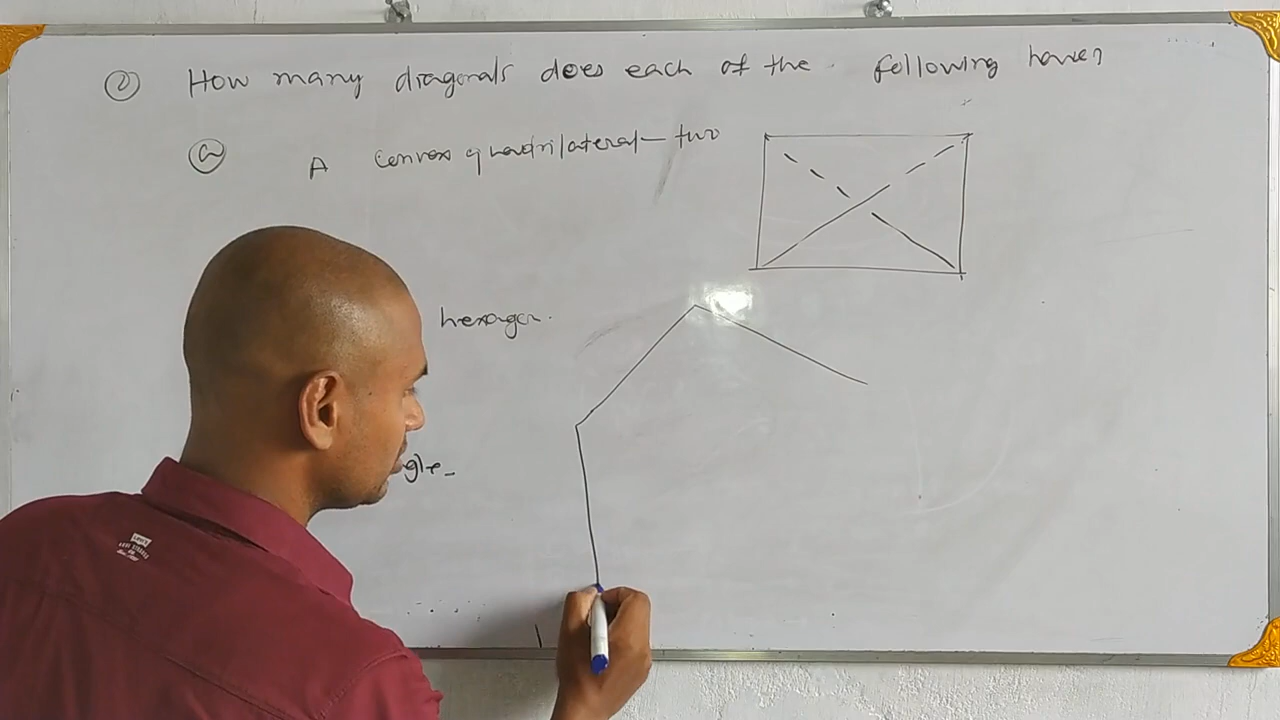 ② How many diagonals does each of the following have?
ⓐ A convex quadrilateral – two
hexagon.
gle –